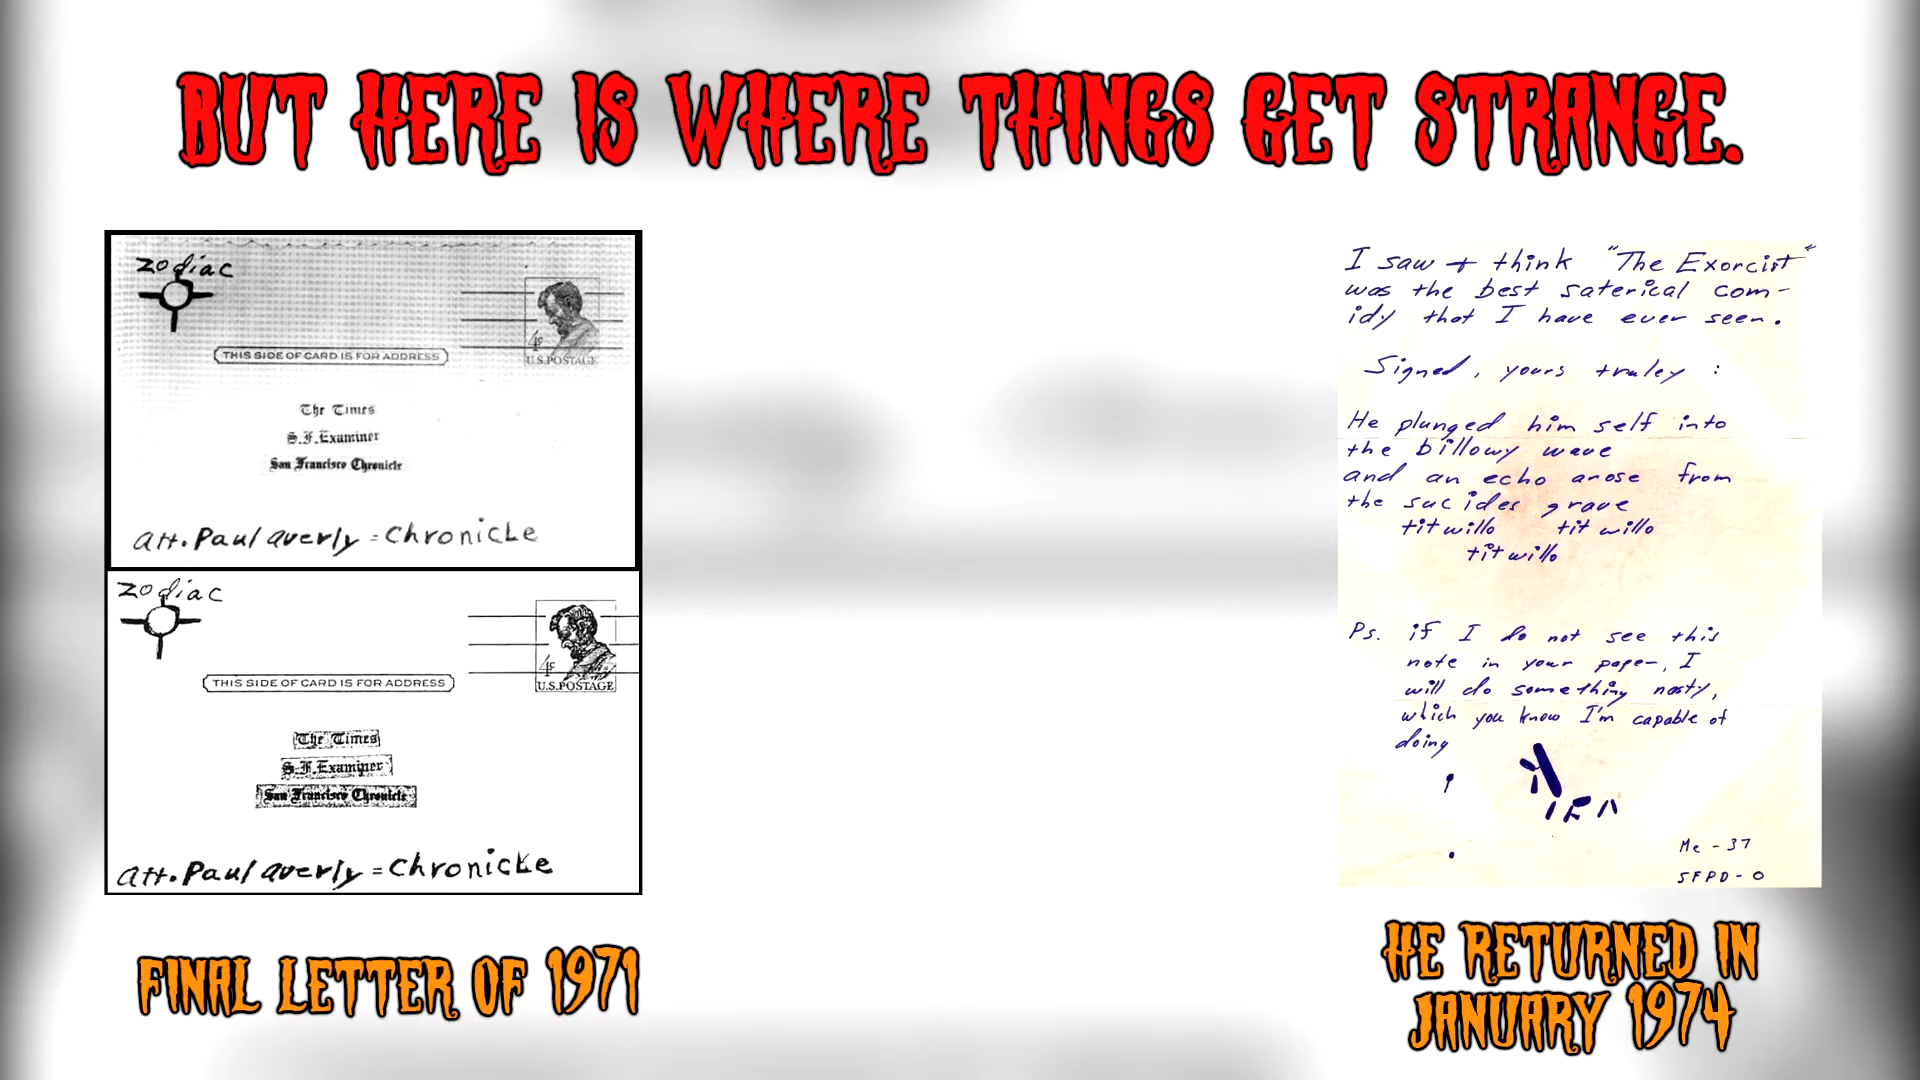 BUT HERE IS WHERE THINGS GET STRANGE.
Zodiac
4c
U.S.POSTAGE
THIS SIDE OF CARD IS FOR ADDRESS
The Times
S.F.Examiner
San Francisco Chronicle
att. Paul averly = Chronicle
Zodiac
4c
U.S.POSTAGE
THIS SIDE OF CARD IS FOR ADDRESS
The Times
S.F.Examiner
San Francisco Chronicle
att. Paul averly = Chronicle
FINAL LETTER OF 1971
I saw + think "The Exorcist"
was the best saterical com-
idy that I have ever seen.
Signed, yours truley :
He plunged him self into
the billowy wave
and an echo arose from
the sucides grave
tit willo tit willo
tit willo
Ps. if I do not see this
note in your paper, I
will do something nasty,
which you know I'm capable of
doing
Me - 37
SFPD - 0
HE RETURNED IN
JANUARY 1974